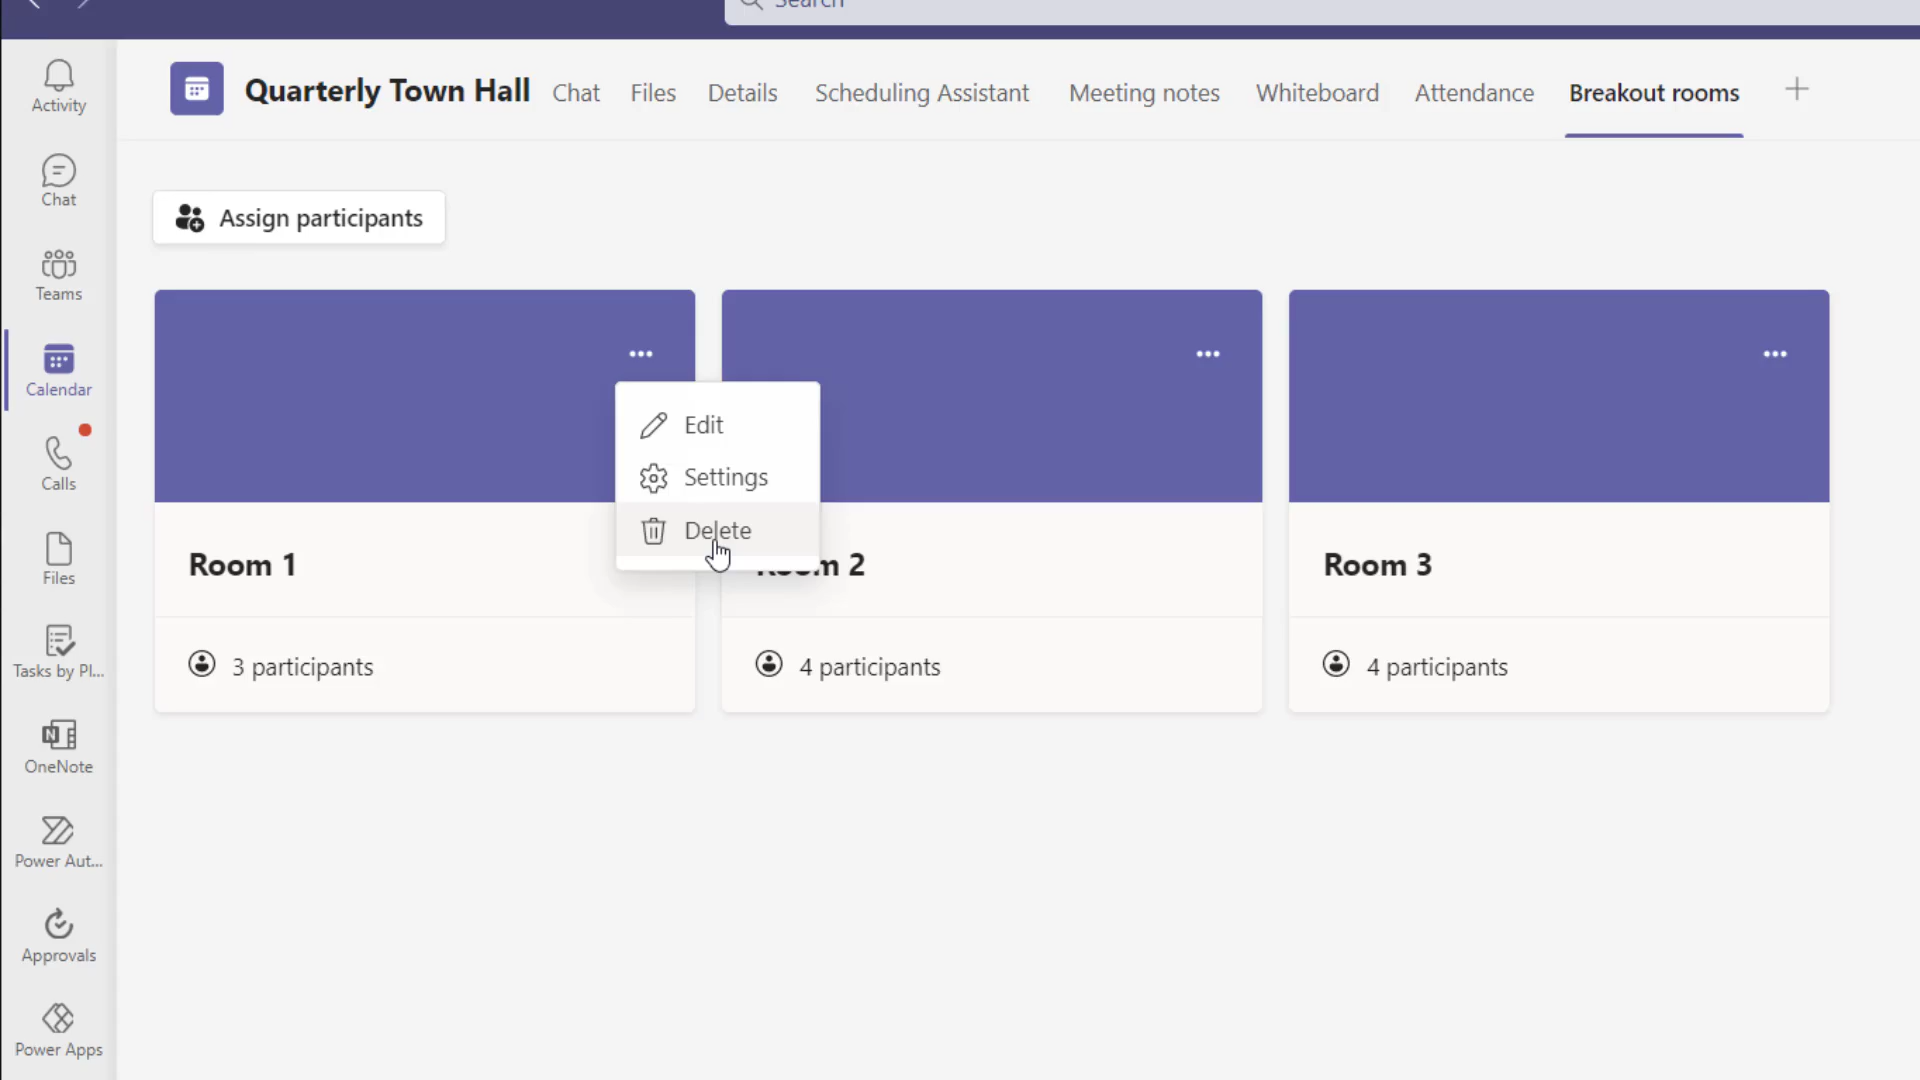 Search
Quarterly Town Hall Chat Files Details Scheduling Assistant Meeting notes Whiteboard Attendance Breakout rooms
Activity
Chat
Teams
Calendar
Calls
Files
Tasks by Pl...
OneNote
Power Aut...
Approvals
Power Apps
Assign participants
Edit
Settings
Delete
Room 1
3 participants
Room 2
4 participants
Room 3
4 participants